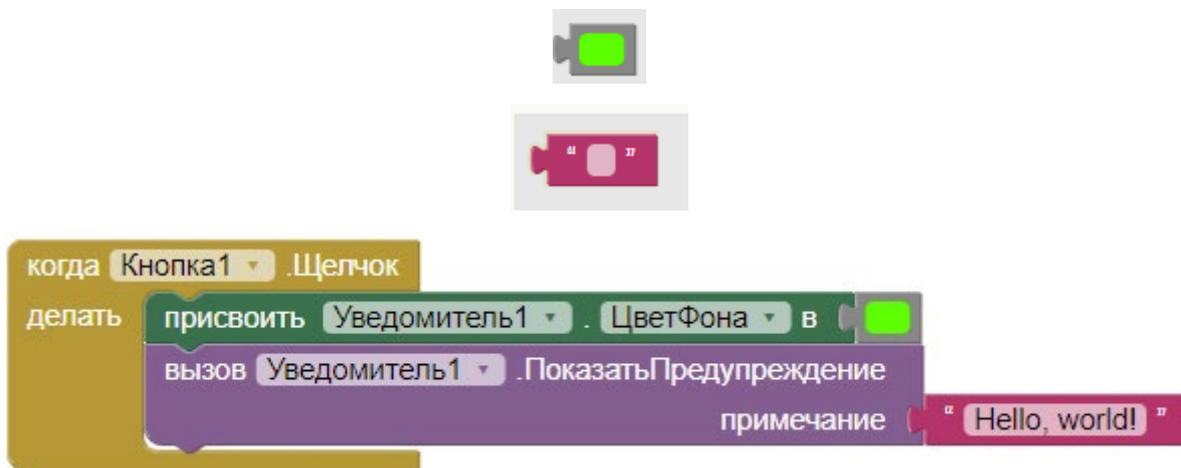 “ ”
когда Кнопка1 .Щелчок
делать присвоить Уведомитель1 . ЦветФона в
вызов Уведомитель1 .ПоказатьПредупреждение
примечание “ Hello, world! ”